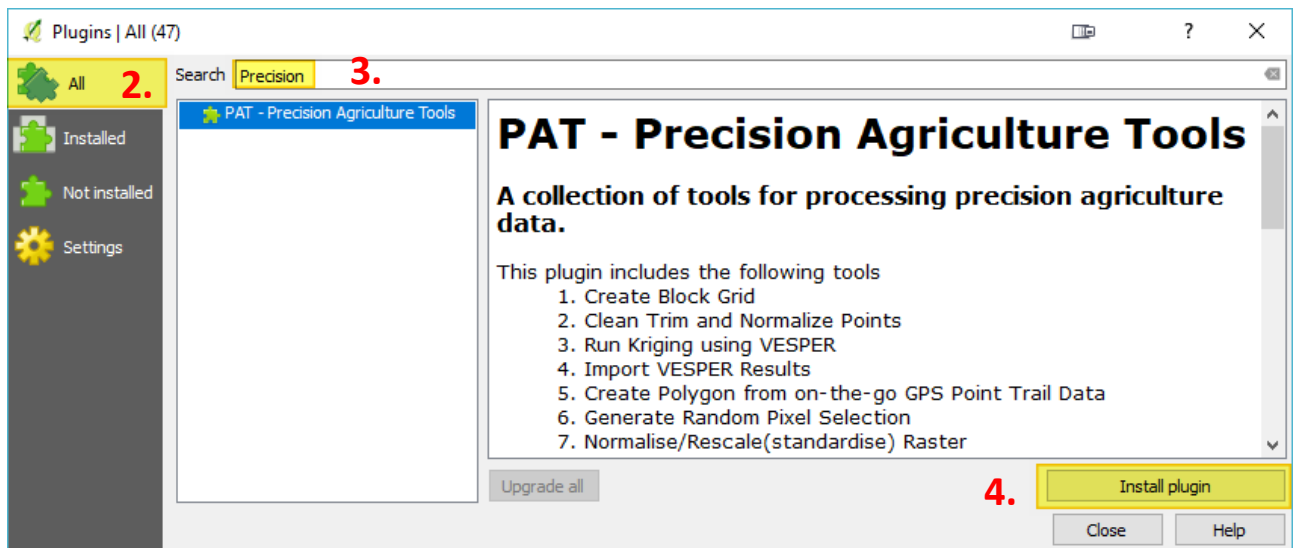 Plugins | All (47)
?
All
2.
Search
Precision
3.
PAT - Precision Agriculture Tools
Installed
Not installed
Settings
PAT - Precision Agriculture Tools
A collection of tools for processing precision agriculture
data.
This plugin includes the following tools
1. Create Block Grid
2. Clean Trim and Normalize Points
3. Run Kriging using VESPER
4. Import VESPER Results
5. Create Polygon from on-the-go GPS Point Trail Data
6. Generate Random Pixel Selection
7. Normalise/Rescale(standardise) Raster
Upgrade all
4.
Install plugin
Close
Help